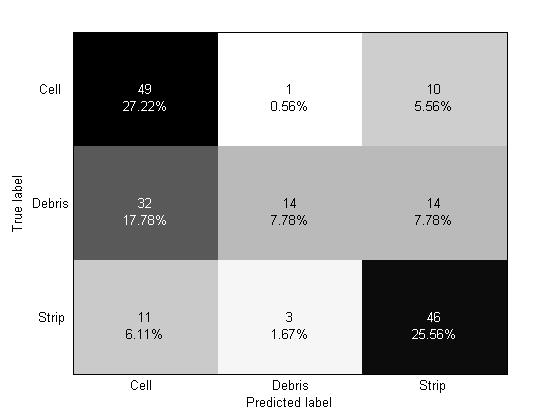 Cell
49
1
10
27.22%
0.56%
5.56%
True label
Debris
32
14
14
17.78%
7.78%
7.78%
Strip
11
3
46
6.11%
1.67%
25.56%
Cell
Debris
Strip
Predicted label